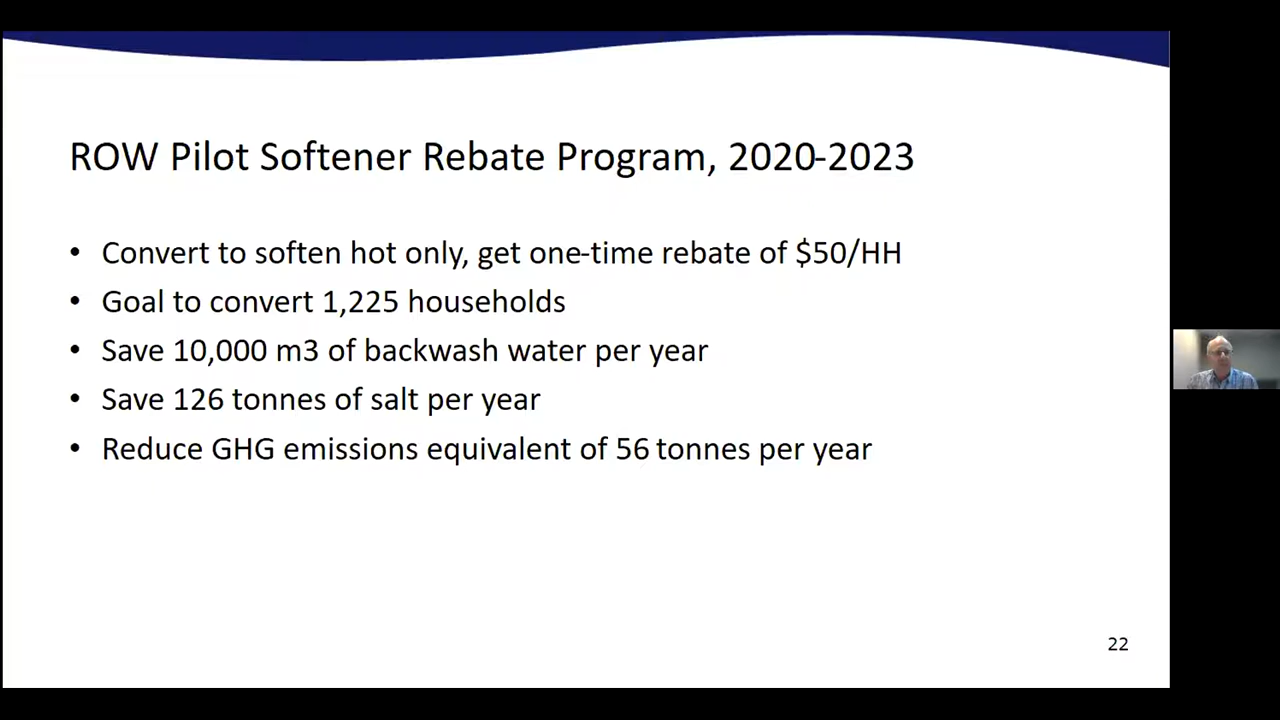 ROW Pilot Softener Rebate Program, 2020-2023
• Convert to soften hot only, get one-time rebate of $50/HH
• Goal to convert 1,225 households
• Save 10,000 m3 of backwash water per year
• Save 126 tonnes of salt per year
• Reduce GHG emissions equivalent of 56 tonnes per year
22